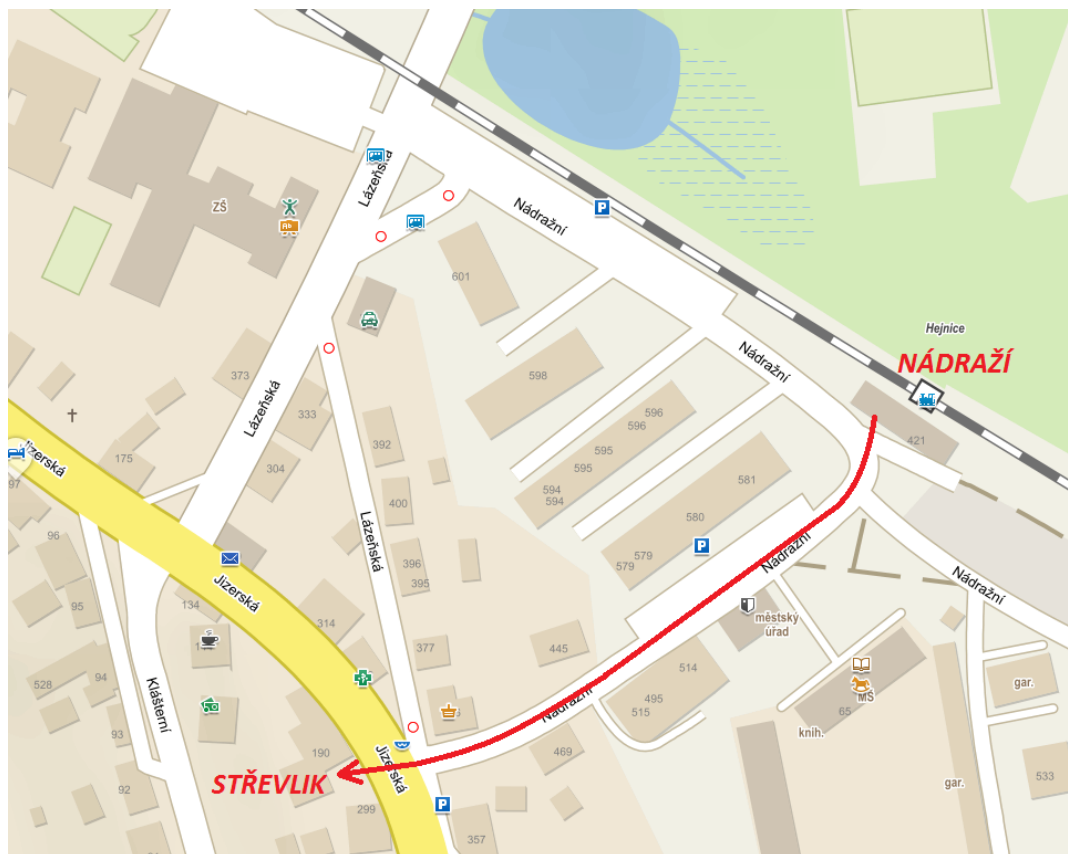 Lázeňská
ZŠ
Nádražní
601
Hejnice
NÁDRAŽÍ
Nádražní
373
598
Lázeňská
333
596
596
421
392
595
595
Jizerská
175
304
581
594
594
400
97
580
96
Lázeňská
579
579
Nádražní
396
395
Nádražní
Jizerská
95
134
314
městský
úřad
377
445
514
528
94
Klášterní
495
515
MŠ
65
gar.
Nádražní
knih.
93
190
Jizerská
469
gar.
533
STŘEVLIK
92
299
357